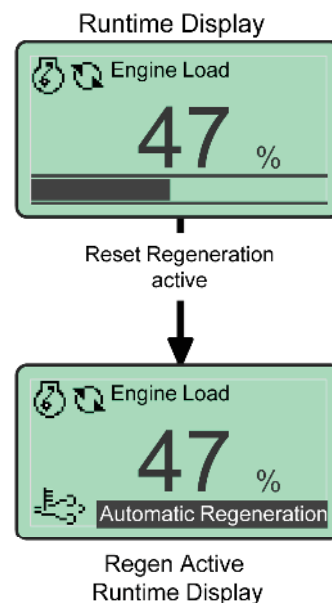 Runtime Display
Engine Load
47 %
Reset Regeneration
active
Engine Load
47 %
Automatic Regeneration
Regen Active
Runtime Display